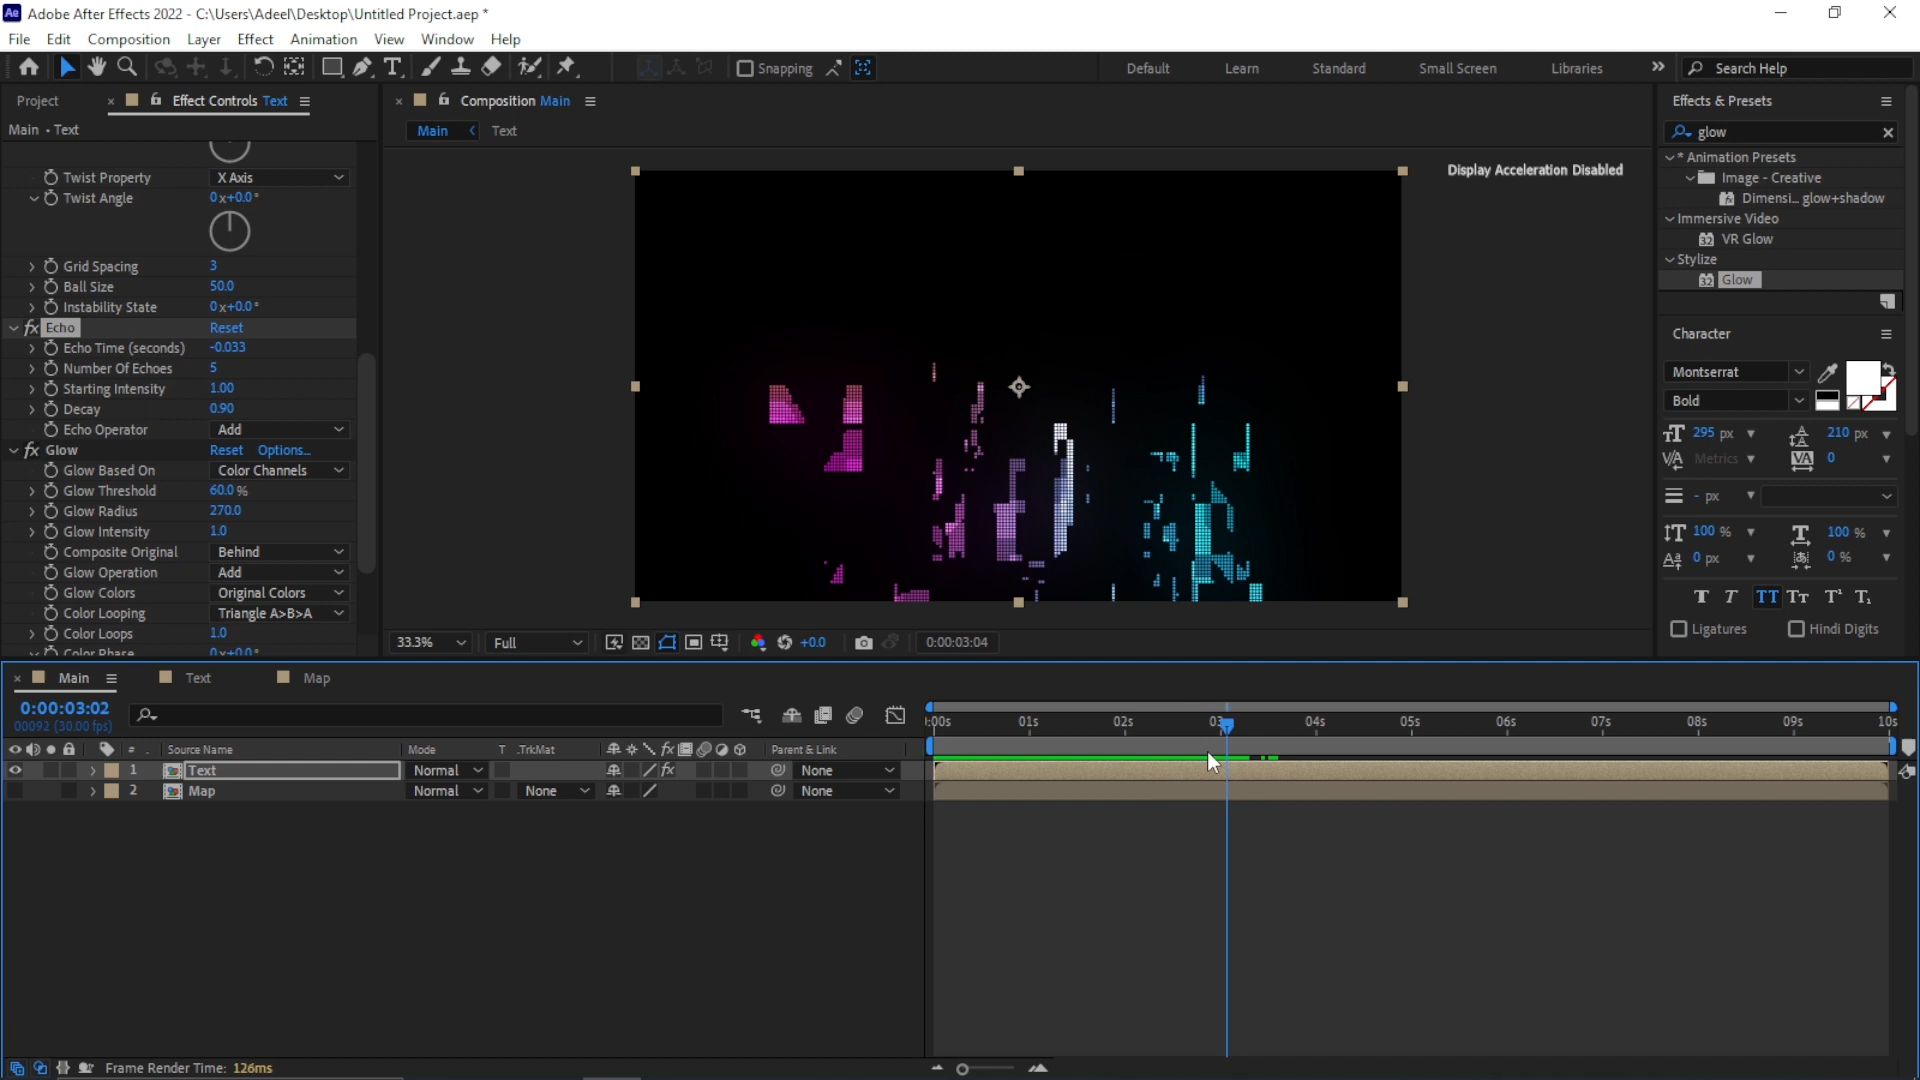 Ae Adobe After Effects 2022 - C:\Users\Adeel\Desktop\Untitled Project.aep *
File Edit Composition Layer Effect Animation View Window Help
Snapping Default Learn Standard Small Screen Libraries Search Help
Project Effect Controls Text
Main • Text
Twist Property X Axis
Twist Angle 0x+0.0°
Grid Spacing 3
Ball Size 50.0
Instability State 0x+0.0°
fx Echo Reset
Echo Time (seconds) -0.033
Number Of Echoes 5
Starting Intensity 1.00
Decay 0.90
Echo Operator Add
fx Glow Reset Options...
Glow Based On Color Channels
Glow Threshold 60.0 %
Glow Radius 270.0
Glow Intensity 1.0
Composite Original Behind
Glow Operation Add
Glow Colors Original Colors
Color Looping Triangle A>B>A
Color Loops 1.0
Color Phase 0x+0.0°
Composition Main
Main Text
Display Acceleration Disabled
33.3% Full +0.0 0:00:03:04
Effects & Presets
glow
* Animation Presets
Image - Creative
Dimensi... glow+shadow
Immersive Video
32 VR Glow
Stylize
32 Glow
Character
Montserrat
Bold
295 px 210 px
Metrics 0
- px
100 % 100 %
0 px 0 %
Ligatures Hindi Digits
Main Text Map
0:00:03:02
00092 (30.00 fps)
# Source Name Mode T .TrkMat Parent & Link
1 Text Normal None
2 Map Normal None None
:00s 01s 02s 03s 04s 05s 06s 07s 08s 09s 10s
Frame Render Time: 126ms